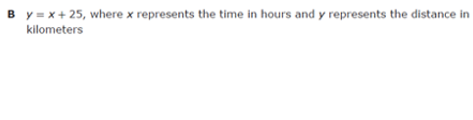 B y = x + 25, where x represents the time in hours and y represents the distance in
kilometers